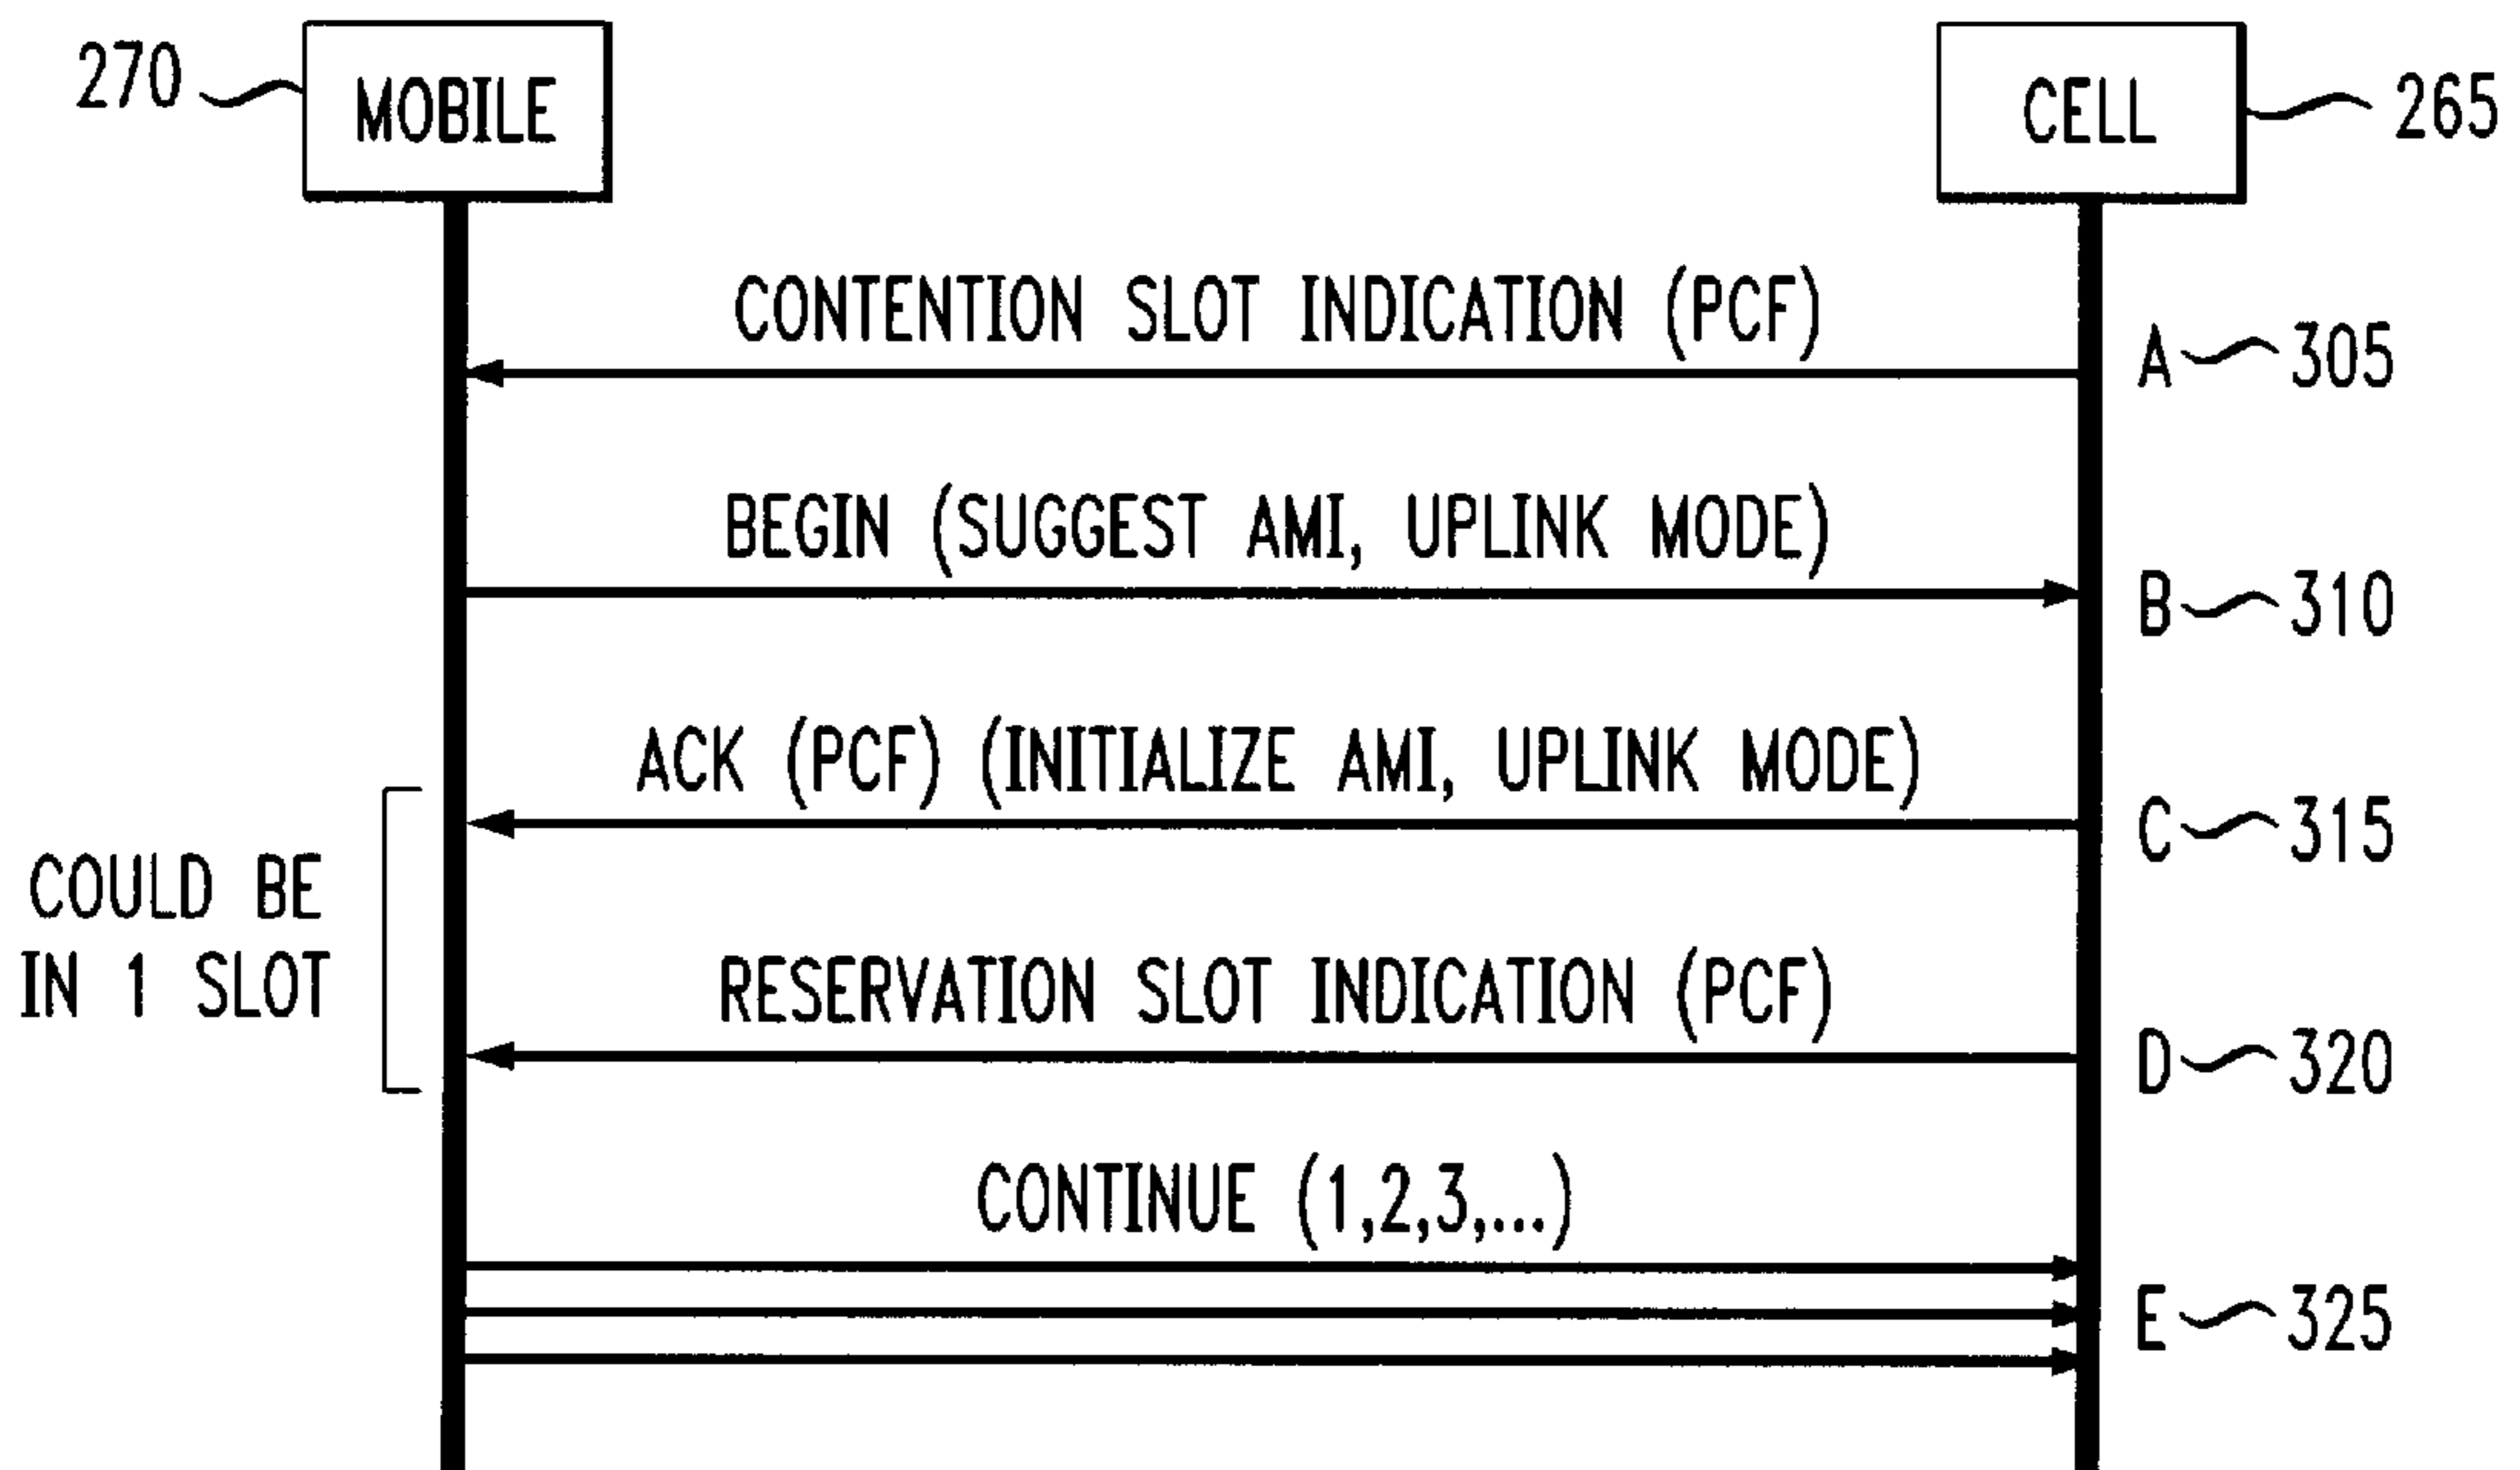 270 MOBILE CELL 265
CONTENTION SLOT INDICATION (PCF)
A 305
BEGIN (SUGGEST AMI, UPLINK MODE)
B 310
ACK (PCF) (INITIALIZE AMI, UPLINK MODE)
C 315
COULD BE
IN 1 SLOT
RESERVATION SLOT INDICATION (PCF)
D 320
CONTINUE (1,2,3,...)
E 325